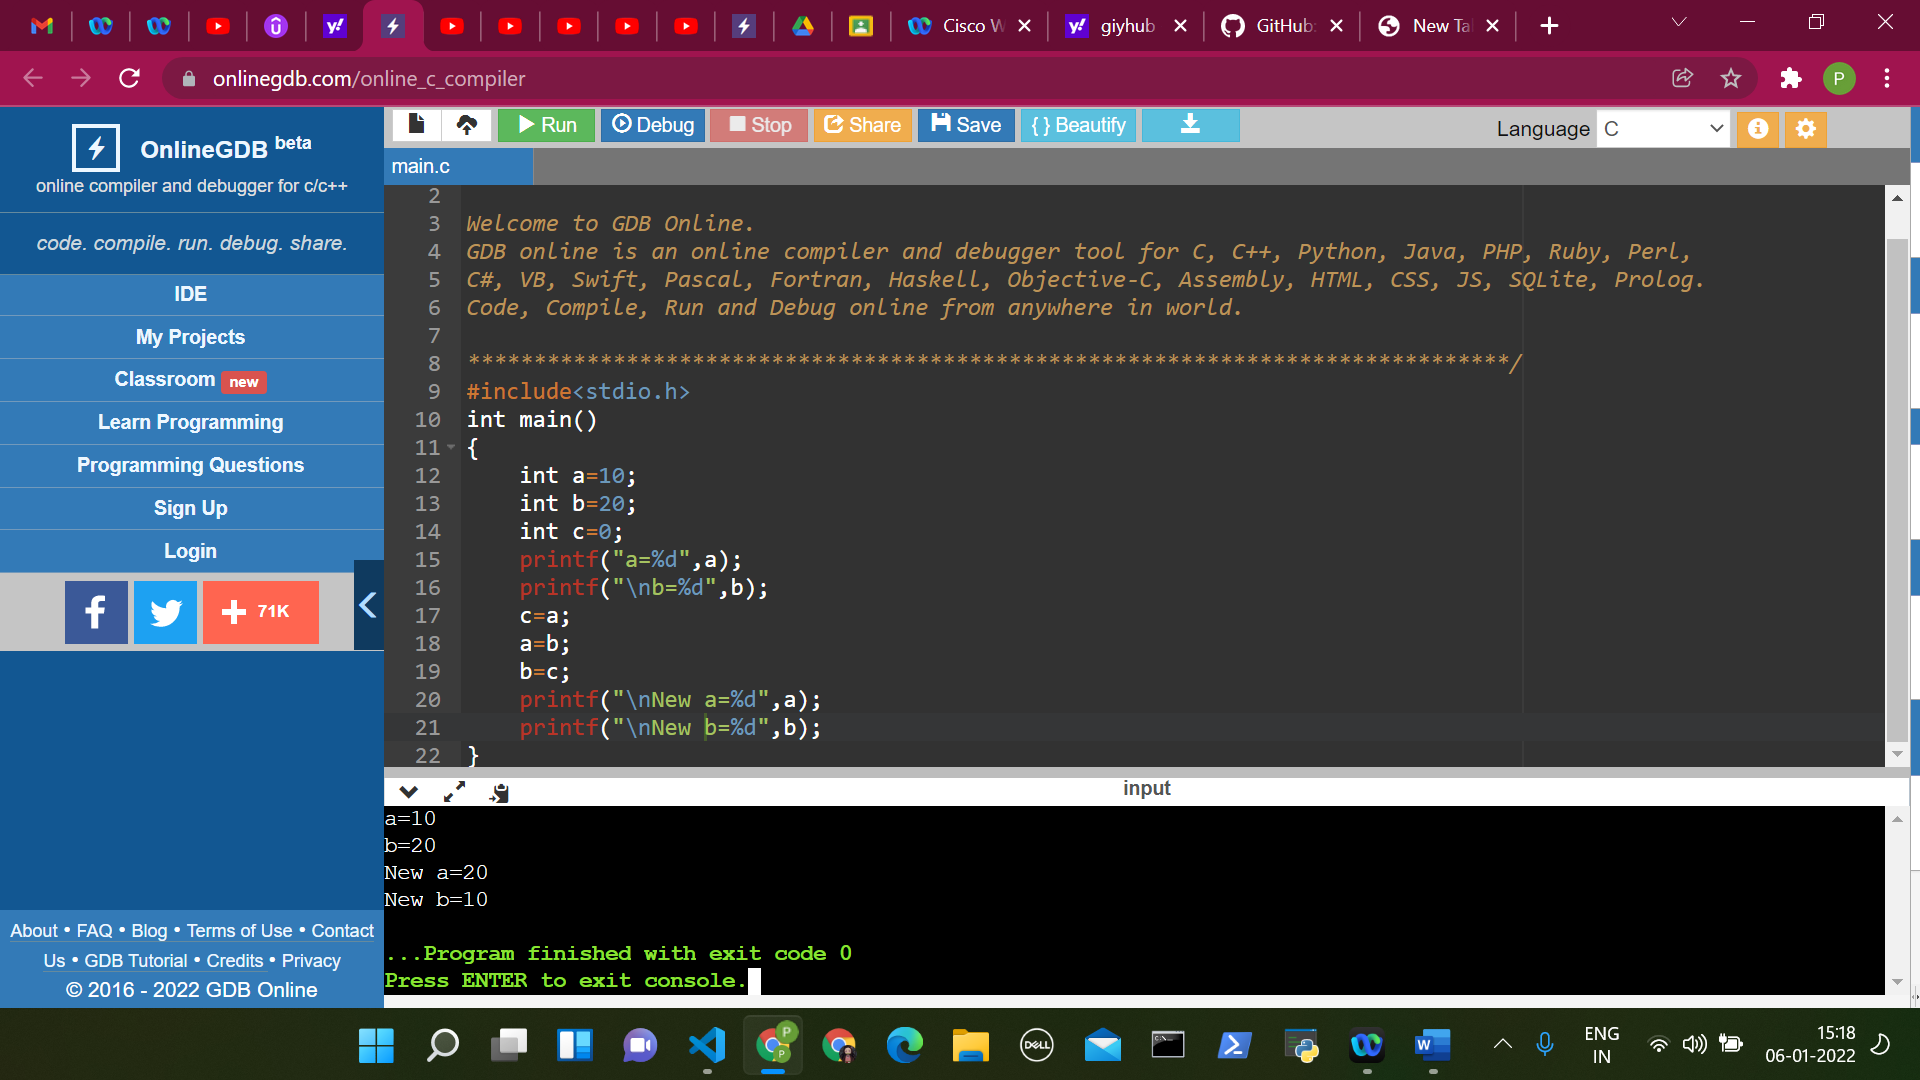 Cisco W
giyhub
GitHub:
New Ta
onlinegdb.com/online_c_compiler
P
OnlineGDB beta
online compiler and debugger for c/c++
code. compile. run. debug. share.
IDE
My Projects
Classroom new
Learn Programming
Programming Questions
Sign Up
Login
71K
About • FAQ • Blog • Terms of Use • Contact
Us • GDB Tutorial • Credits • Privacy
© 2016 - 2022 GDB Online
Run Debug Stop Share Save { } Beautify
Language C
main.c
2
3 Welcome to GDB Online.
4 GDB online is an online compiler and debugger tool for C, C++, Python, Java, PHP, Ruby, Perl,
5 C#, VB, Swift, Pascal, Fortran, Haskell, Objective-C, Assembly, HTML, CSS, JS, SQLite, Prolog.
6 Code, Compile, Run and Debug online from anywhere in world.
7
8 *******************************************************************************/
9 #include<stdio.h>
10 int main()
11 {
12 int a=10;
13 int b=20;
14 int c=0;
15 printf("a=%d",a);
16 printf("\nb=%d",b);
17 c=a;
18 a=b;
19 b=c;
20 printf("\nNew a=%d",a);
21 printf("\nNew b=%d",b);
22 }
input
a=10
b=20
New a=20
New b=10
...Program finished with exit code 0
Press ENTER to exit console.
DELL
ENG
IN
15:18
06-01-2022